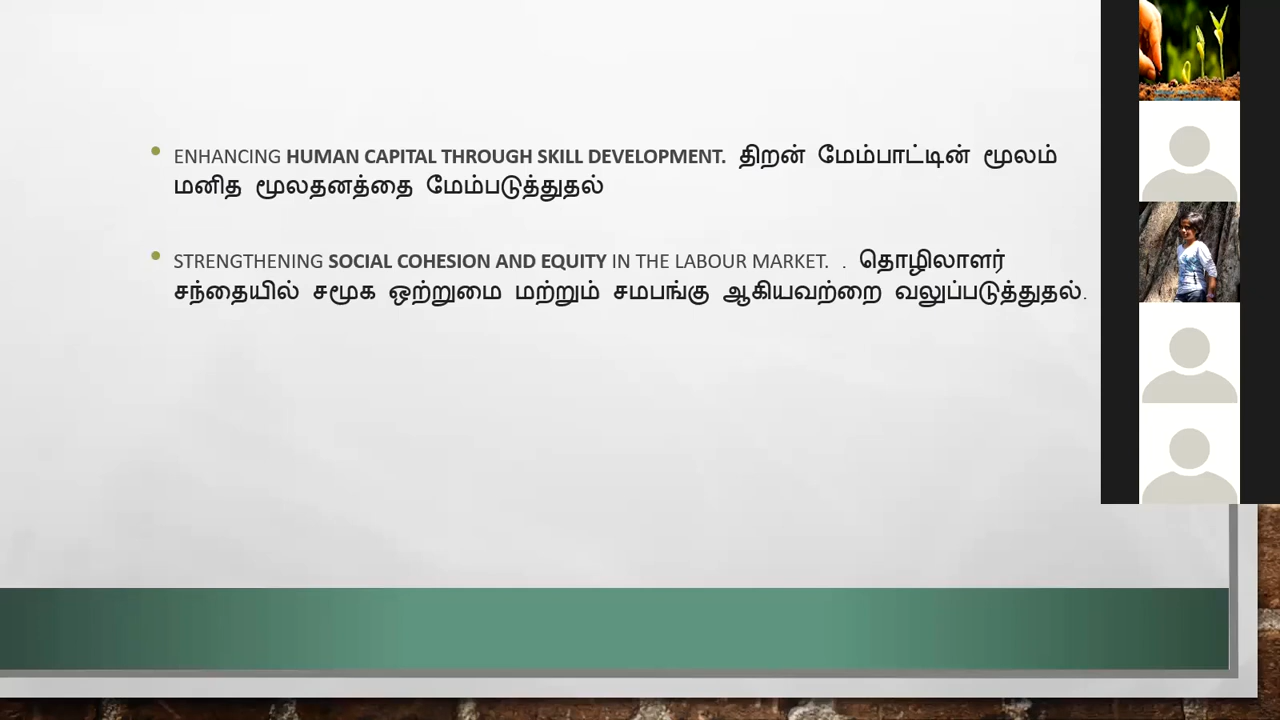 • ENHANCING HUMAN CAPITAL THROUGH SKILL DEVELOPMENT. திறன் மேம்பாட்டின் மூலம்
மனித மூலதனத்தை மேம்படுத்துதல்
• STRENGTHENING SOCIAL COHESION AND EQUITY IN THE LABOUR MARKET. . தொழிலாளர்
சந்தையில் சமூக ஒற்றுமை மற்றும் சமபங்கு ஆகியவற்றை வலுப்படுத்துதல்.